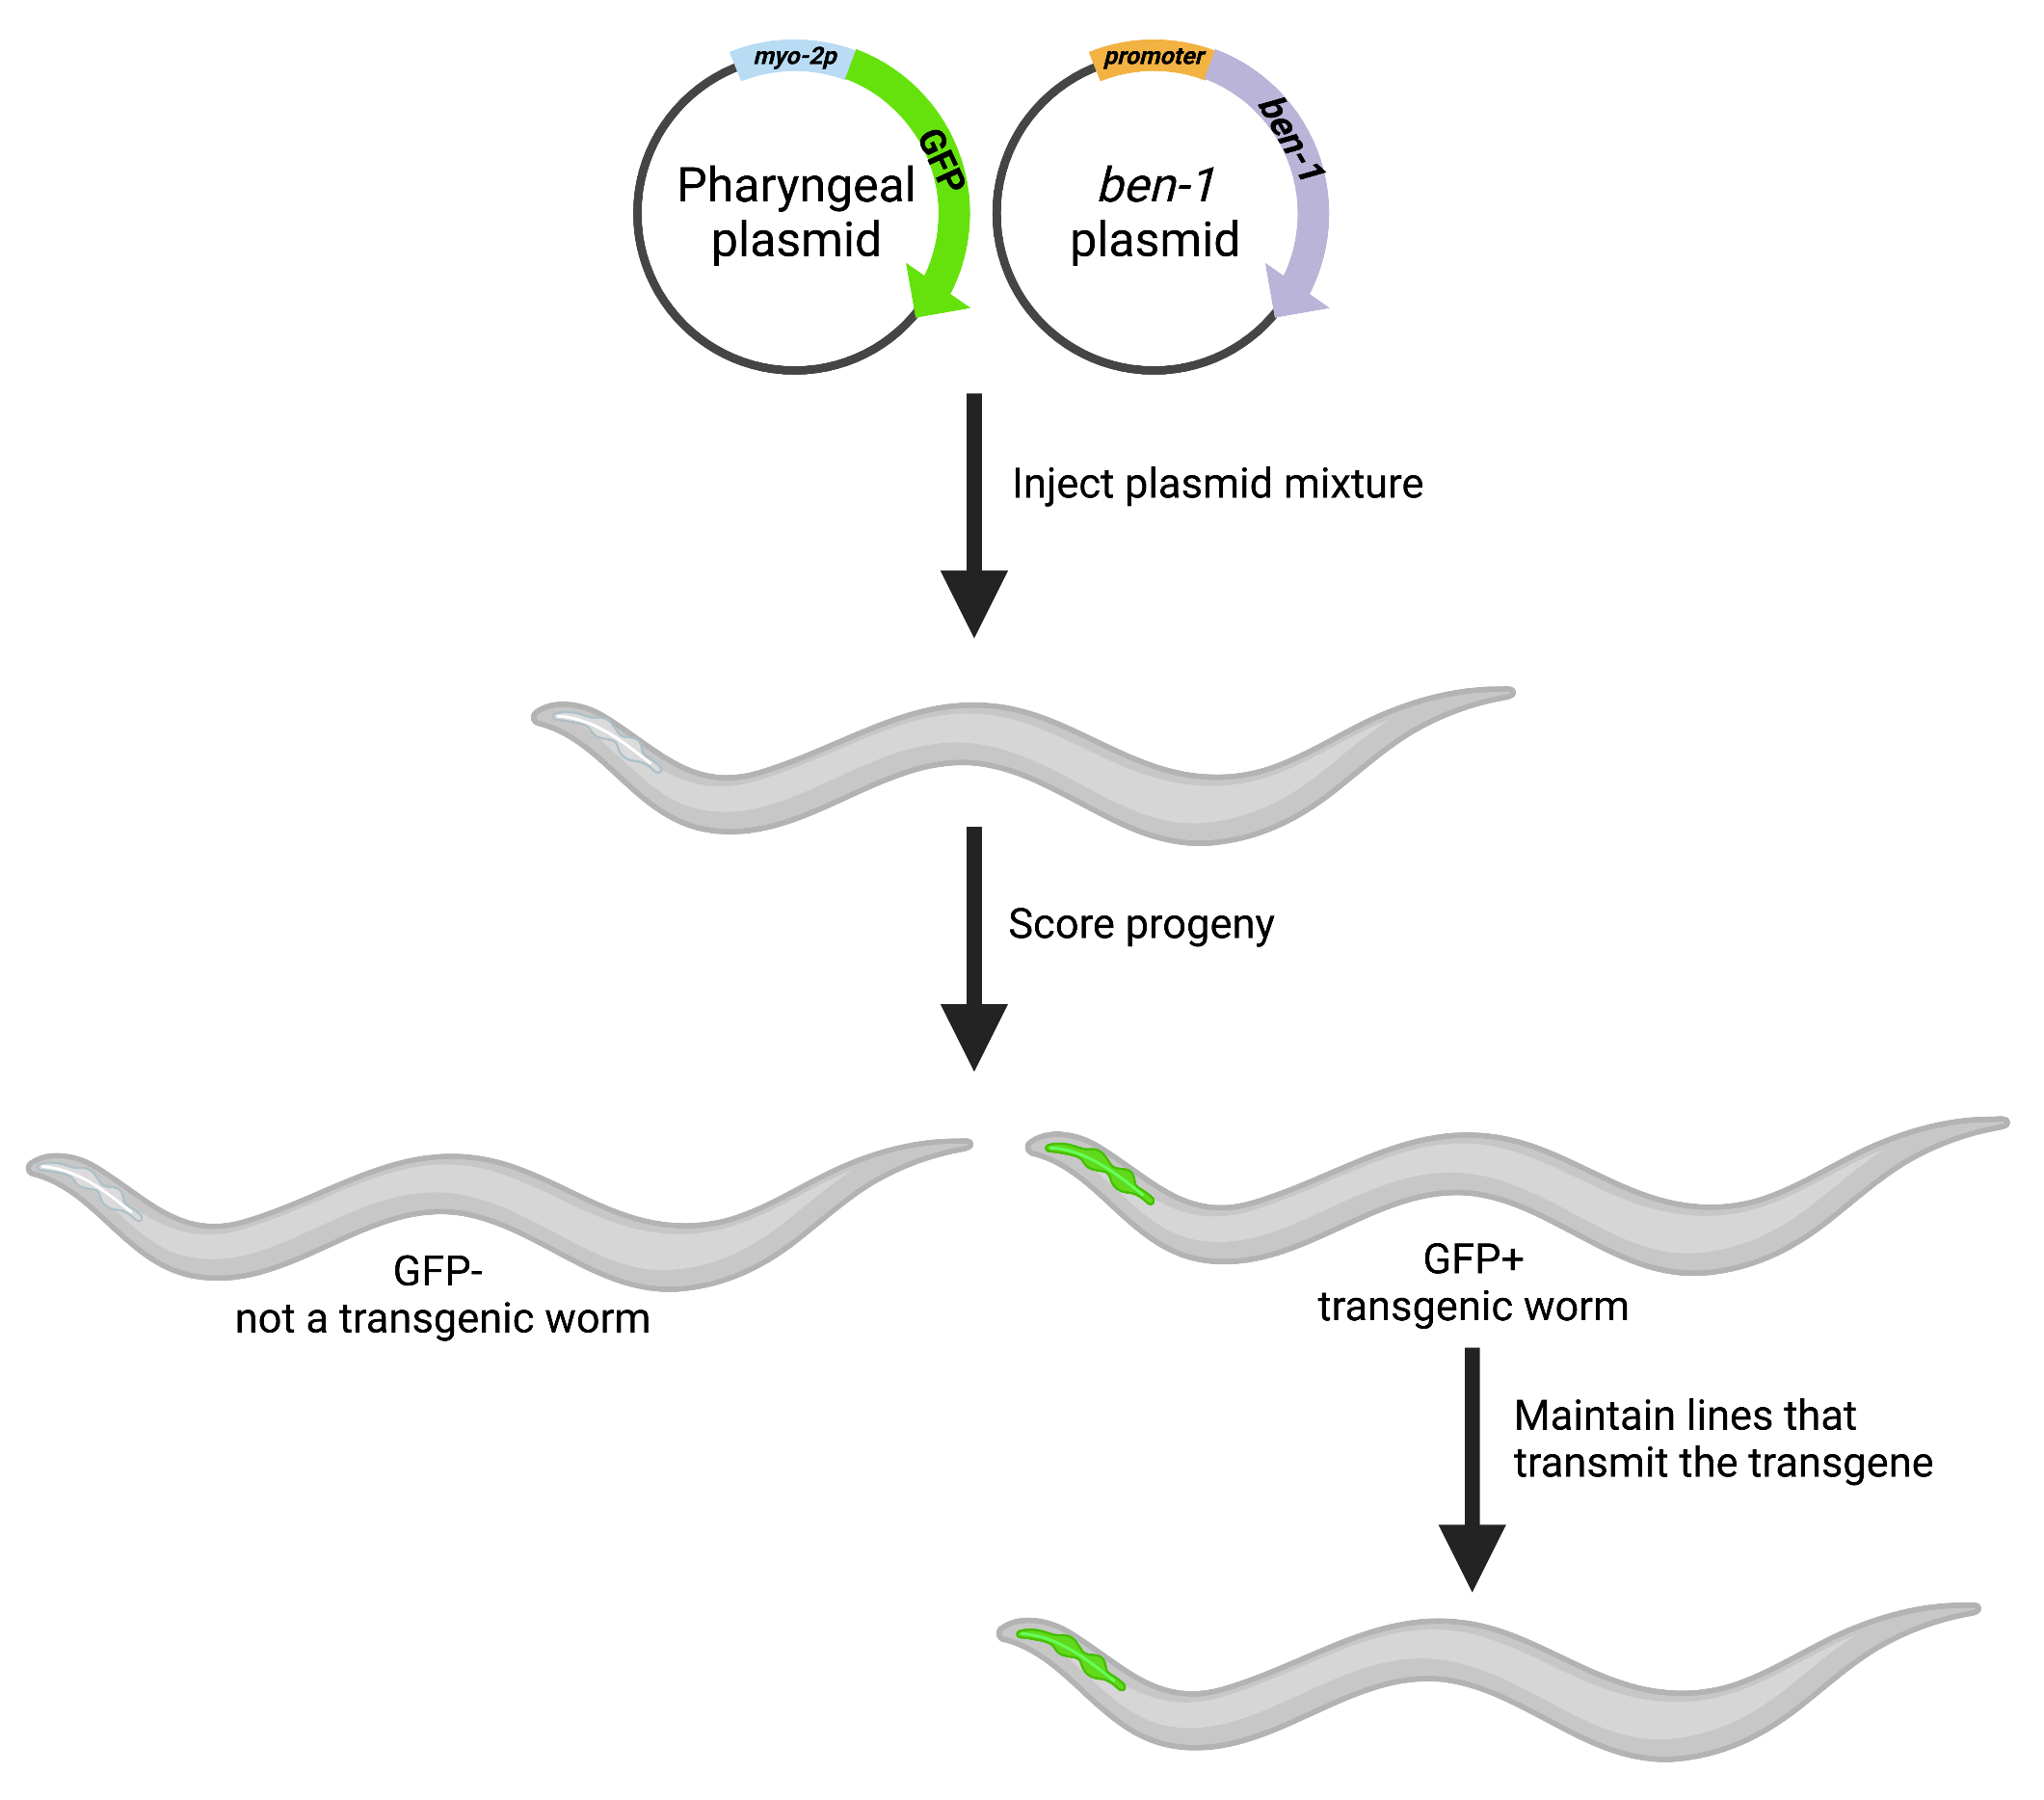 myo-2p
GFP
Pharyngeal
plasmid
promoter
ben-1
ben-1
plasmid
Inject plasmid mixture
Score progeny
GFP-
not a transgenic worm
GFP+
transgenic worm
Maintain lines that
transmit the transgene